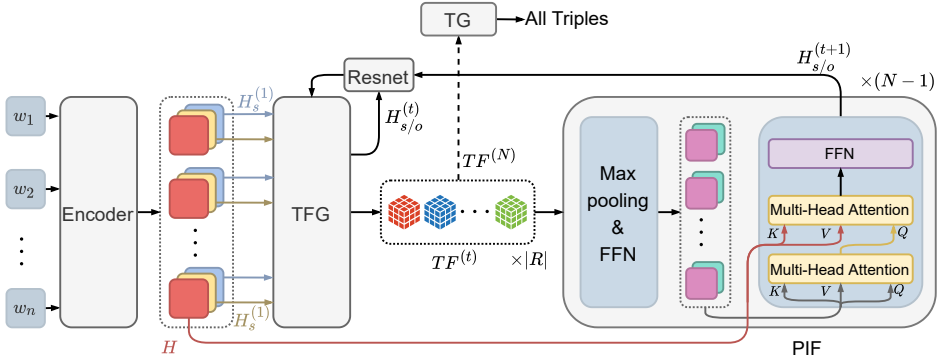 TG
All Triples
Resnet
H_{s/o}^{(t+1)}
×(N − 1)
H_s^{(1)}
H_{s/o}^{(t)}
w_1
w_2
⋮
w_n
Encoder
TFG
TF^{(N)}
· · ·
TF^{(t)}
×|R|
H_s^{(1)}
H
Max
pooling
&
FFN
FFN
Multi-Head Attention
K
V
Q
Multi-Head Attention
K
V
Q
PIF